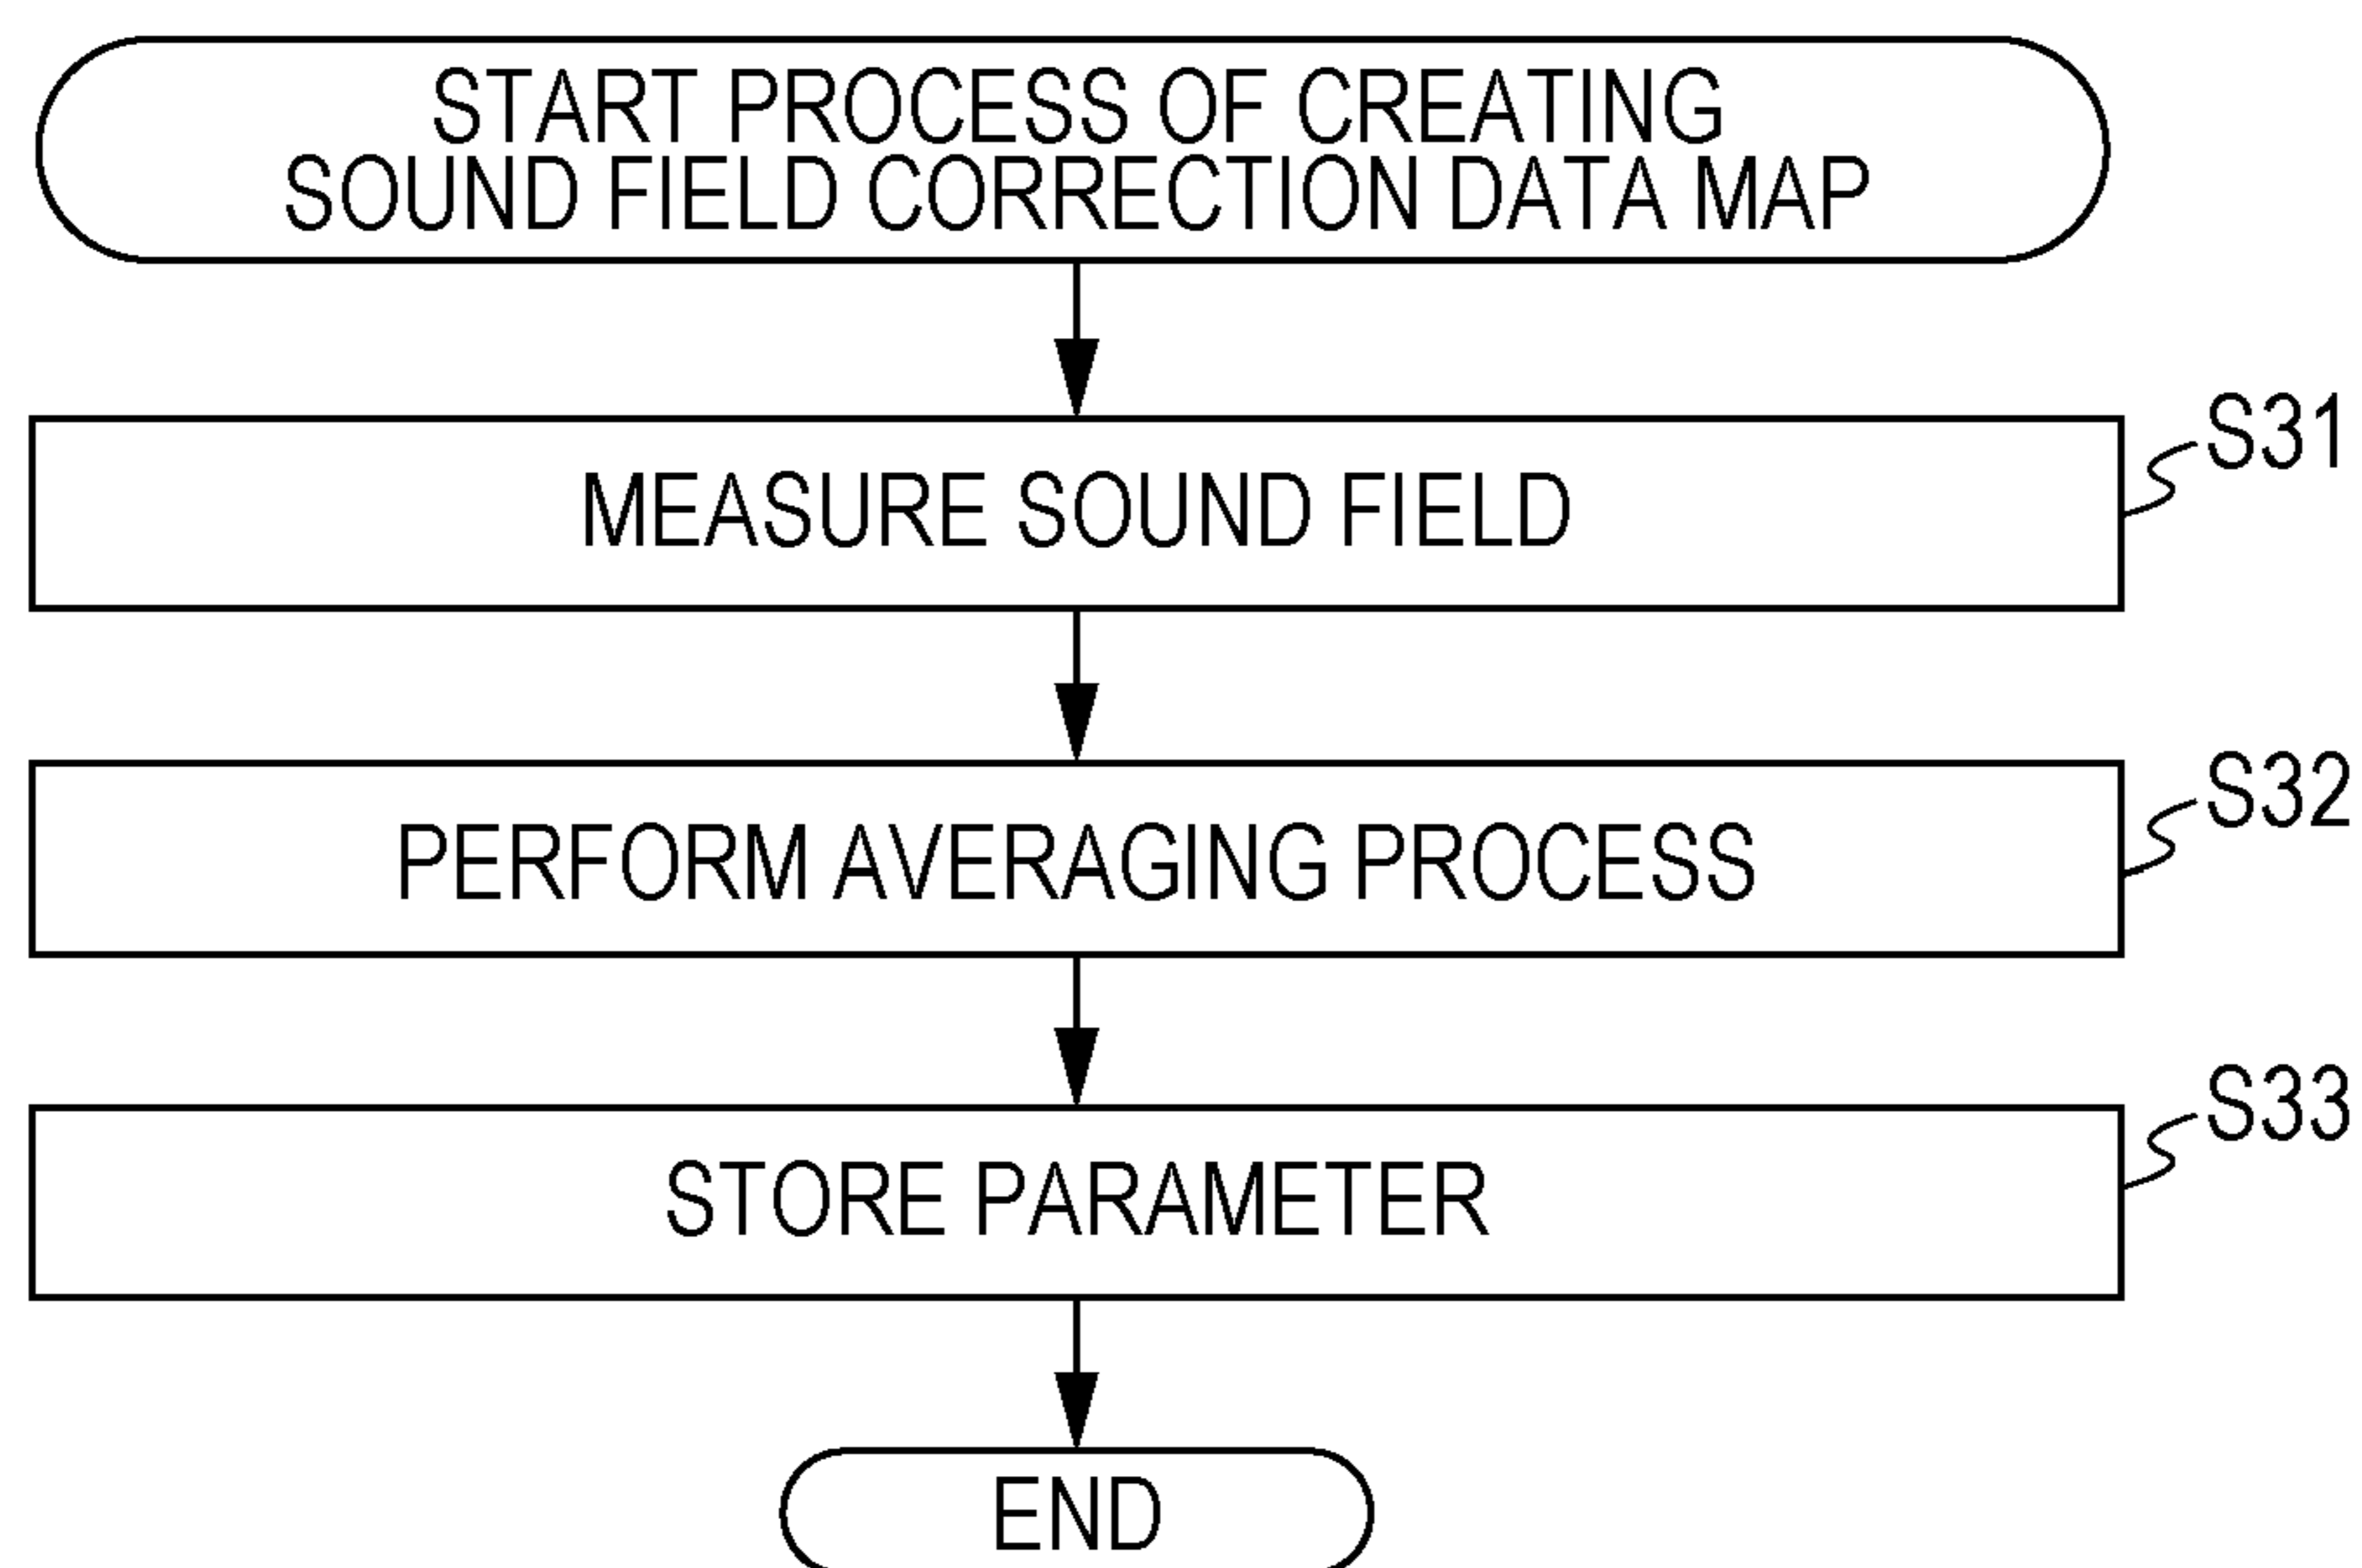 START PROCESS OF CREATING
SOUND FIELD CORRECTION DATA MAP
S31
MEASURE SOUND FIELD
S32
PERFORM AVERAGING PROCESS
S33
STORE PARAMETER
END